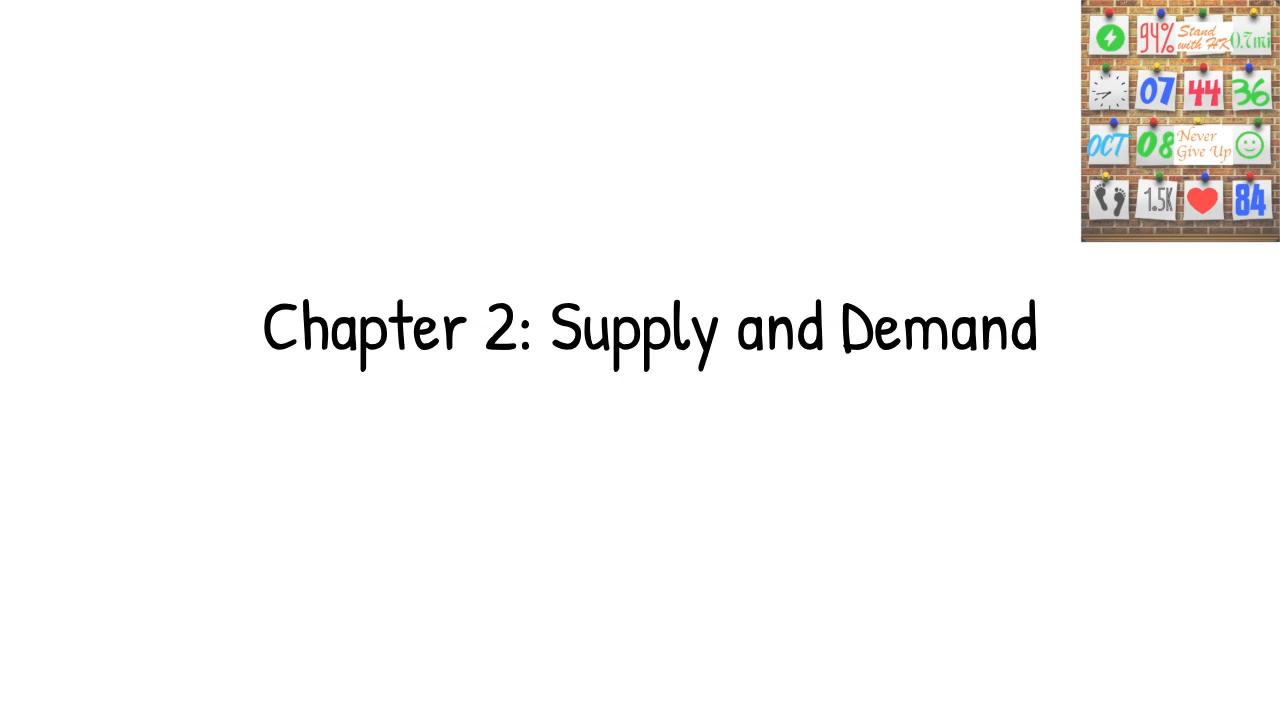 94% Stand with HK 0.7mi
07 44 36
OCT 08 Never Give Up
1.5K 84
Chapter 2: Supply and Demand